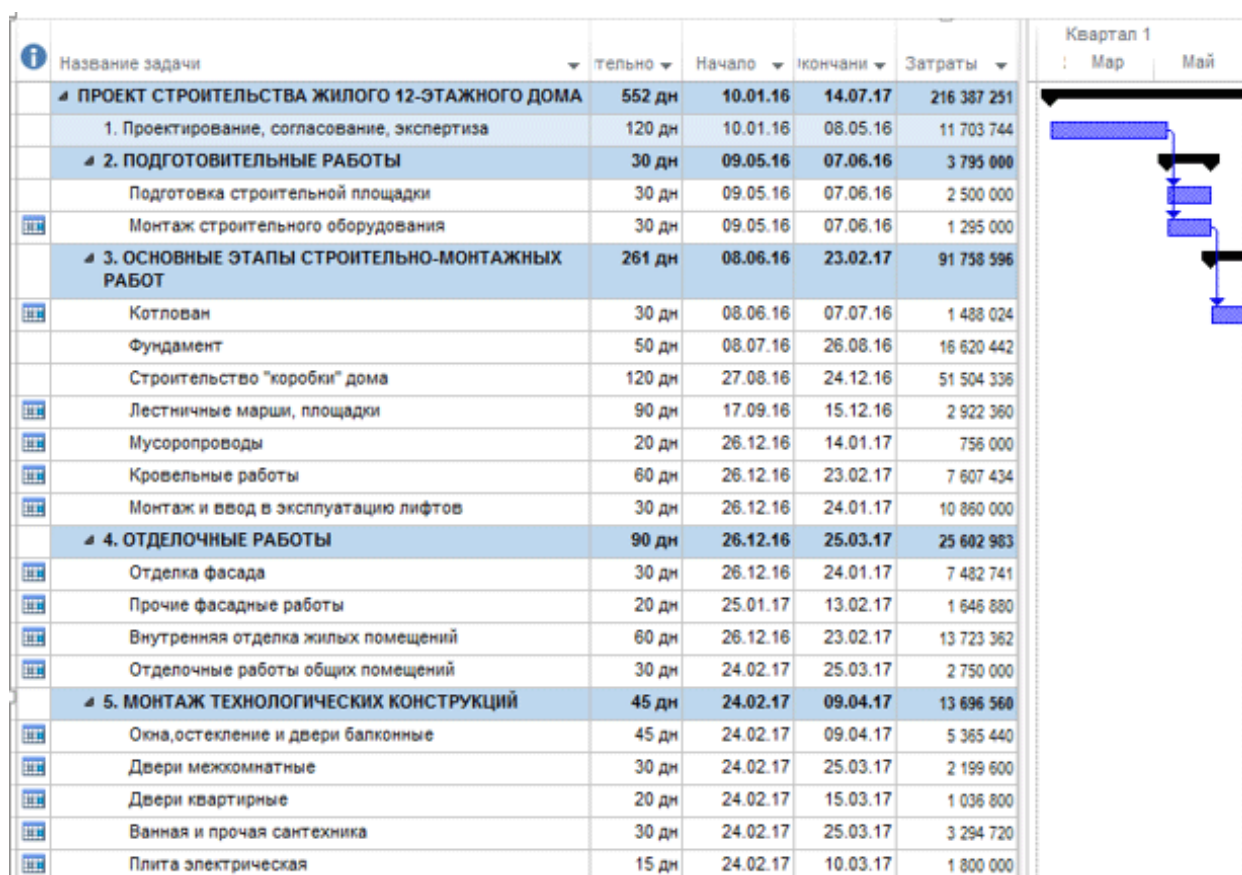 Квартал 1
Название задачи тельно Начало Окончани Затраты Мар Май
ПРОЕКТ СТРОИТЕЛЬСТВА ЖИЛОГО 12-ЭТАЖНОГО ДОМА 552 дн 10.01.16 14.07.17 216 387 251
1. Проектирование, согласование, экспертиза 120 дн 10.01.16 08.05.16 11 703 744
2. ПОДГОТОВИТЕЛЬНЫЕ РАБОТЫ 30 дн 09.05.16 07.06.16 3 795 000
Подготовка строительной площадки 30 дн 09.05.16 07.06.16 2 500 000
Монтаж строительного оборудования 30 дн 09.05.16 07.06.16 1 295 000
3. ОСНОВНЫЕ ЭТАПЫ СТРОИТЕЛЬНО-МОНТАЖНЫХ 261 дн 08.06.16 23.02.17 91 758 596
РАБОТ
Котлован 30 дн 08.06.16 07.07.16 1 488 024
Фундамент 50 дн 08.07.16 26.08.16 16 620 442
Строительство "коробки" дома 120 дн 27.08.16 24.12.16 51 504 336
Лестничные марши, площадки 90 дн 17.09.16 15.12.16 2 922 360
Мусоропроводы 20 дн 26.12.16 14.01.17 756 000
Кровельные работы 60 дн 26.12.16 23.02.17 7 607 434
Монтаж и ввод в эксплуатацию лифтов 30 дн 26.12.16 24.01.17 10 860 000
4. ОТДЕЛОЧНЫЕ РАБОТЫ 90 дн 26.12.16 25.03.17 25 602 983
Отделка фасада 30 дн 26.12.16 24.01.17 7 482 741
Прочие фасадные работы 20 дн 25.01.17 13.02.17 1 646 880
Внутренняя отделка жилых помещений 60 дн 26.12.16 23.02.17 13 723 362
Отделочные работы общих помещений 30 дн 24.02.17 25.03.17 2 750 000
5. МОНТАЖ ТЕХНОЛОГИЧЕСКИХ КОНСТРУКЦИЙ 45 дн 24.02.17 09.04.17 13 696 560
Окна,остекление и двери балконные 45 дн 24.02.17 09.04.17 5 365 440
Двери межкомнатные 30 дн 24.02.17 25.03.17 2 199 600
Двери квартирные 20 дн 24.02.17 15.03.17 1 036 800
Ванная и прочая сантехника 30 дн 24.02.17 25.03.17 3 294 720
Плита электрическая 15 дн 24.02.17 10.03.17 1 800 000